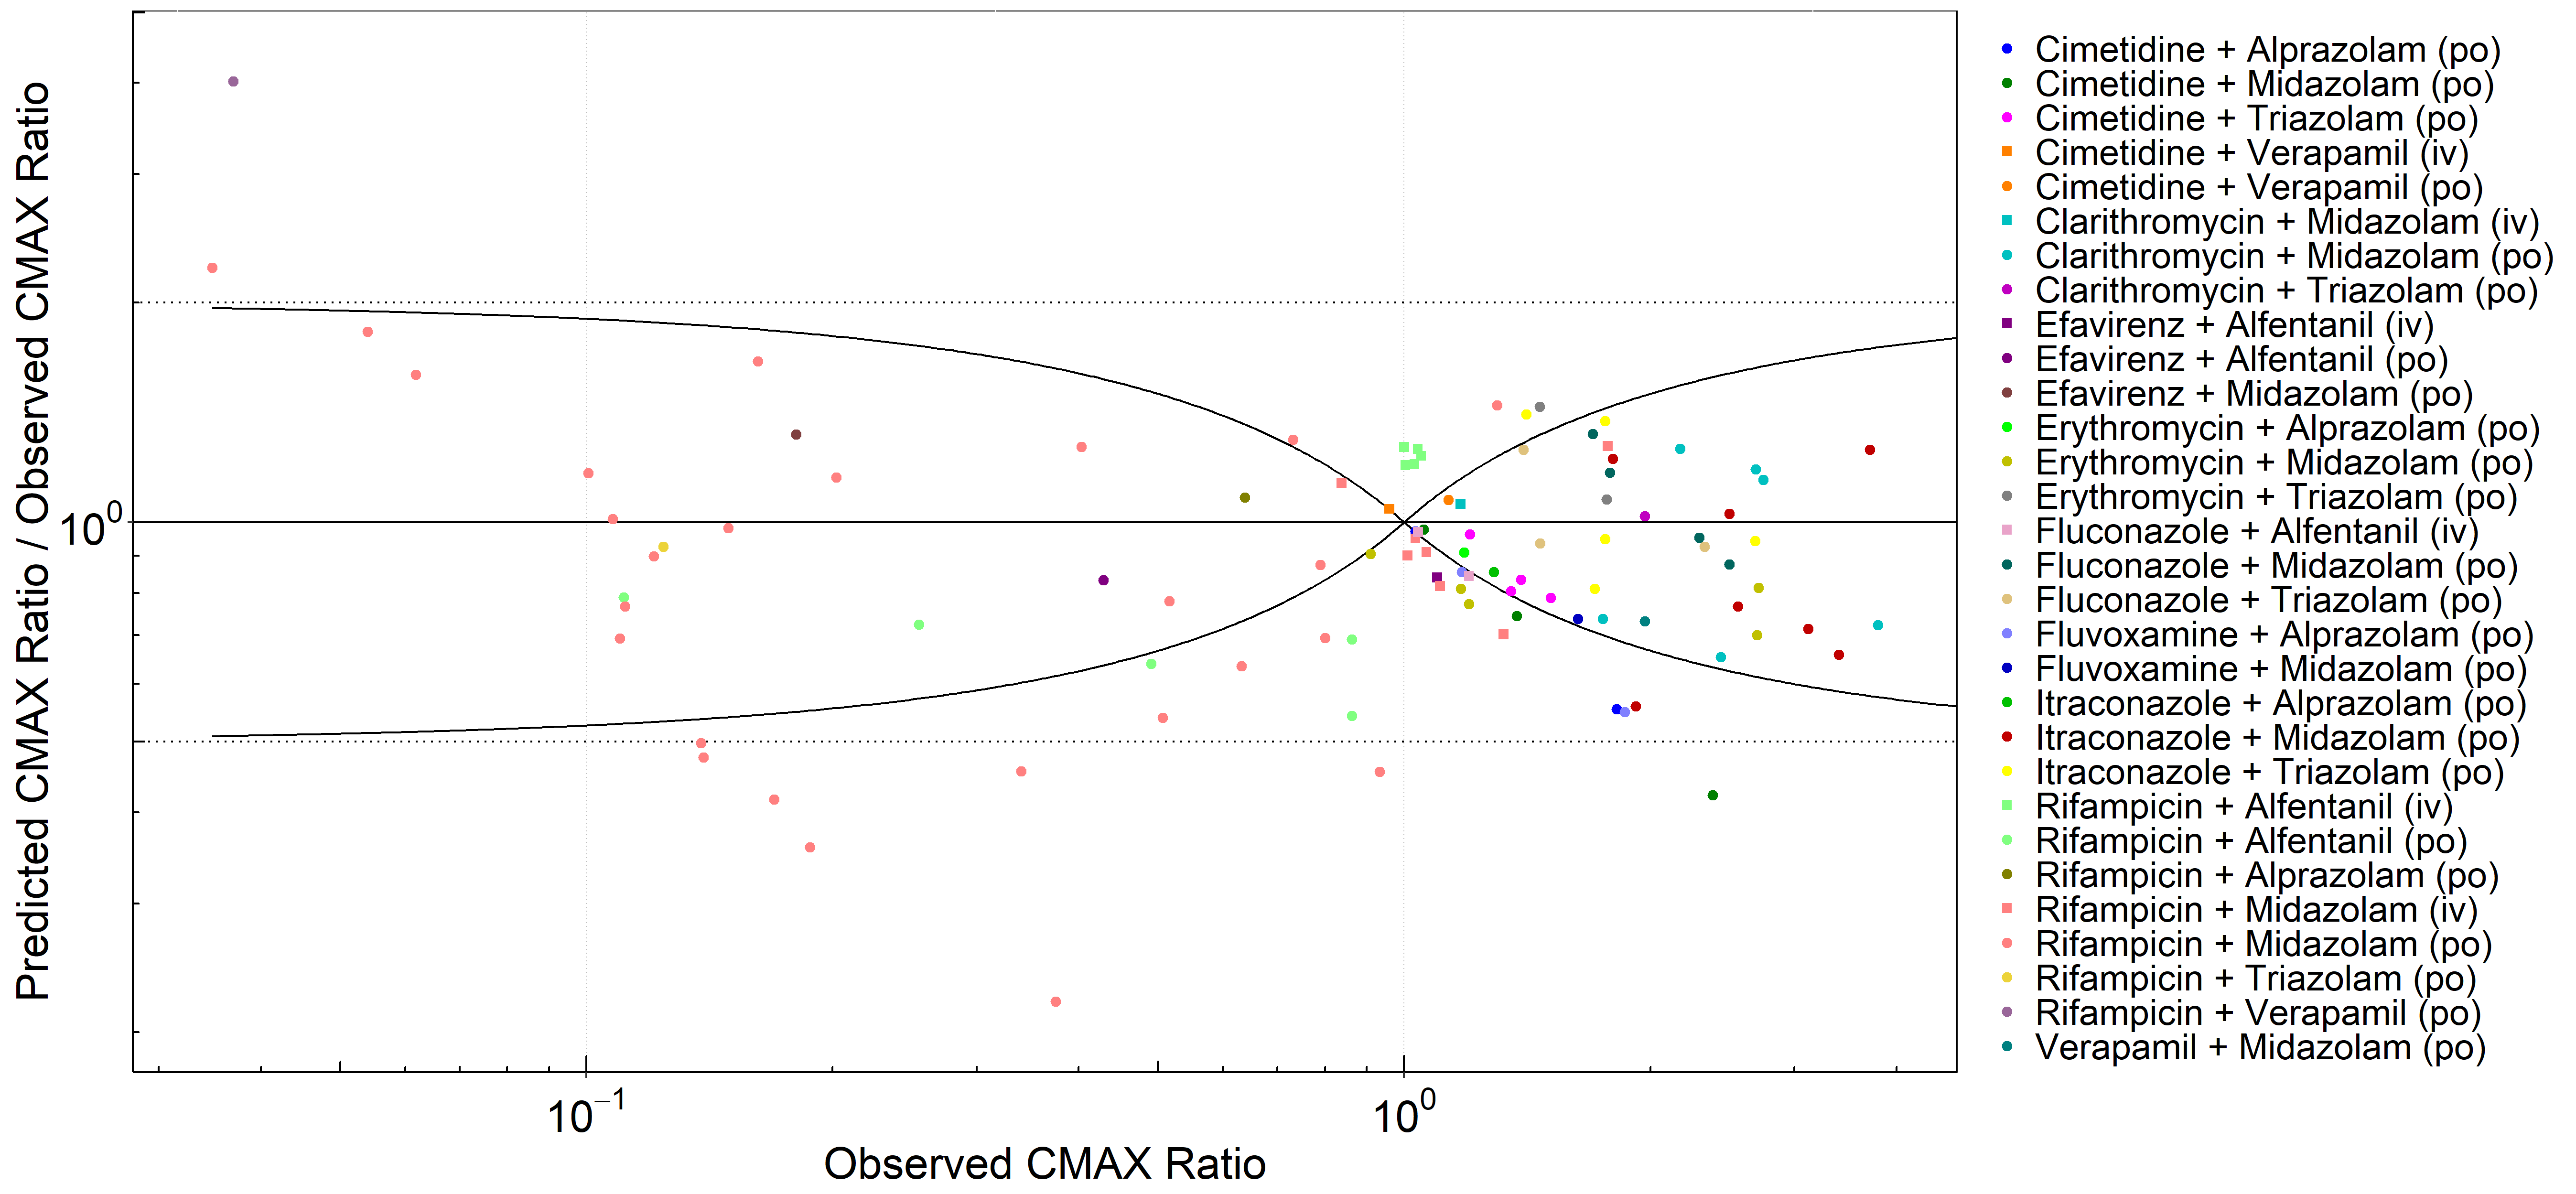 Predicted CMAX Ratio / Observed CMAX Ratio
10⁰
10⁻¹
10⁰
Observed CMAX Ratio
Cimetidine + Alprazolam (po)
Cimetidine + Midazolam (po)
Cimetidine + Triazolam (po)
Cimetidine + Verapamil (iv)
Cimetidine + Verapamil (po)
Clarithromycin + Midazolam (iv)
Clarithromycin + Midazolam (po)
Clarithromycin + Triazolam (po)
Efavirenz + Alfentanil (iv)
Efavirenz + Alfentanil (po)
Efavirenz + Midazolam (po)
Erythromycin + Alprazolam (po)
Erythromycin + Midazolam (po)
Erythromycin + Triazolam (po)
Fluconazole + Alfentanil (iv)
Fluconazole + Midazolam (po)
Fluconazole + Triazolam (po)
Fluvoxamine + Alprazolam (po)
Fluvoxamine + Midazolam (po)
Itraconazole + Alprazolam (po)
Itraconazole + Midazolam (po)
Itraconazole + Triazolam (po)
Rifampicin + Alfentanil (iv)
Rifampicin + Alfentanil (po)
Rifampicin + Alprazolam (po)
Rifampicin + Midazolam (iv)
Rifampicin + Midazolam (po)
Rifampicin + Triazolam (po)
Rifampicin + Verapamil (po)
Verapamil + Midazolam (po)